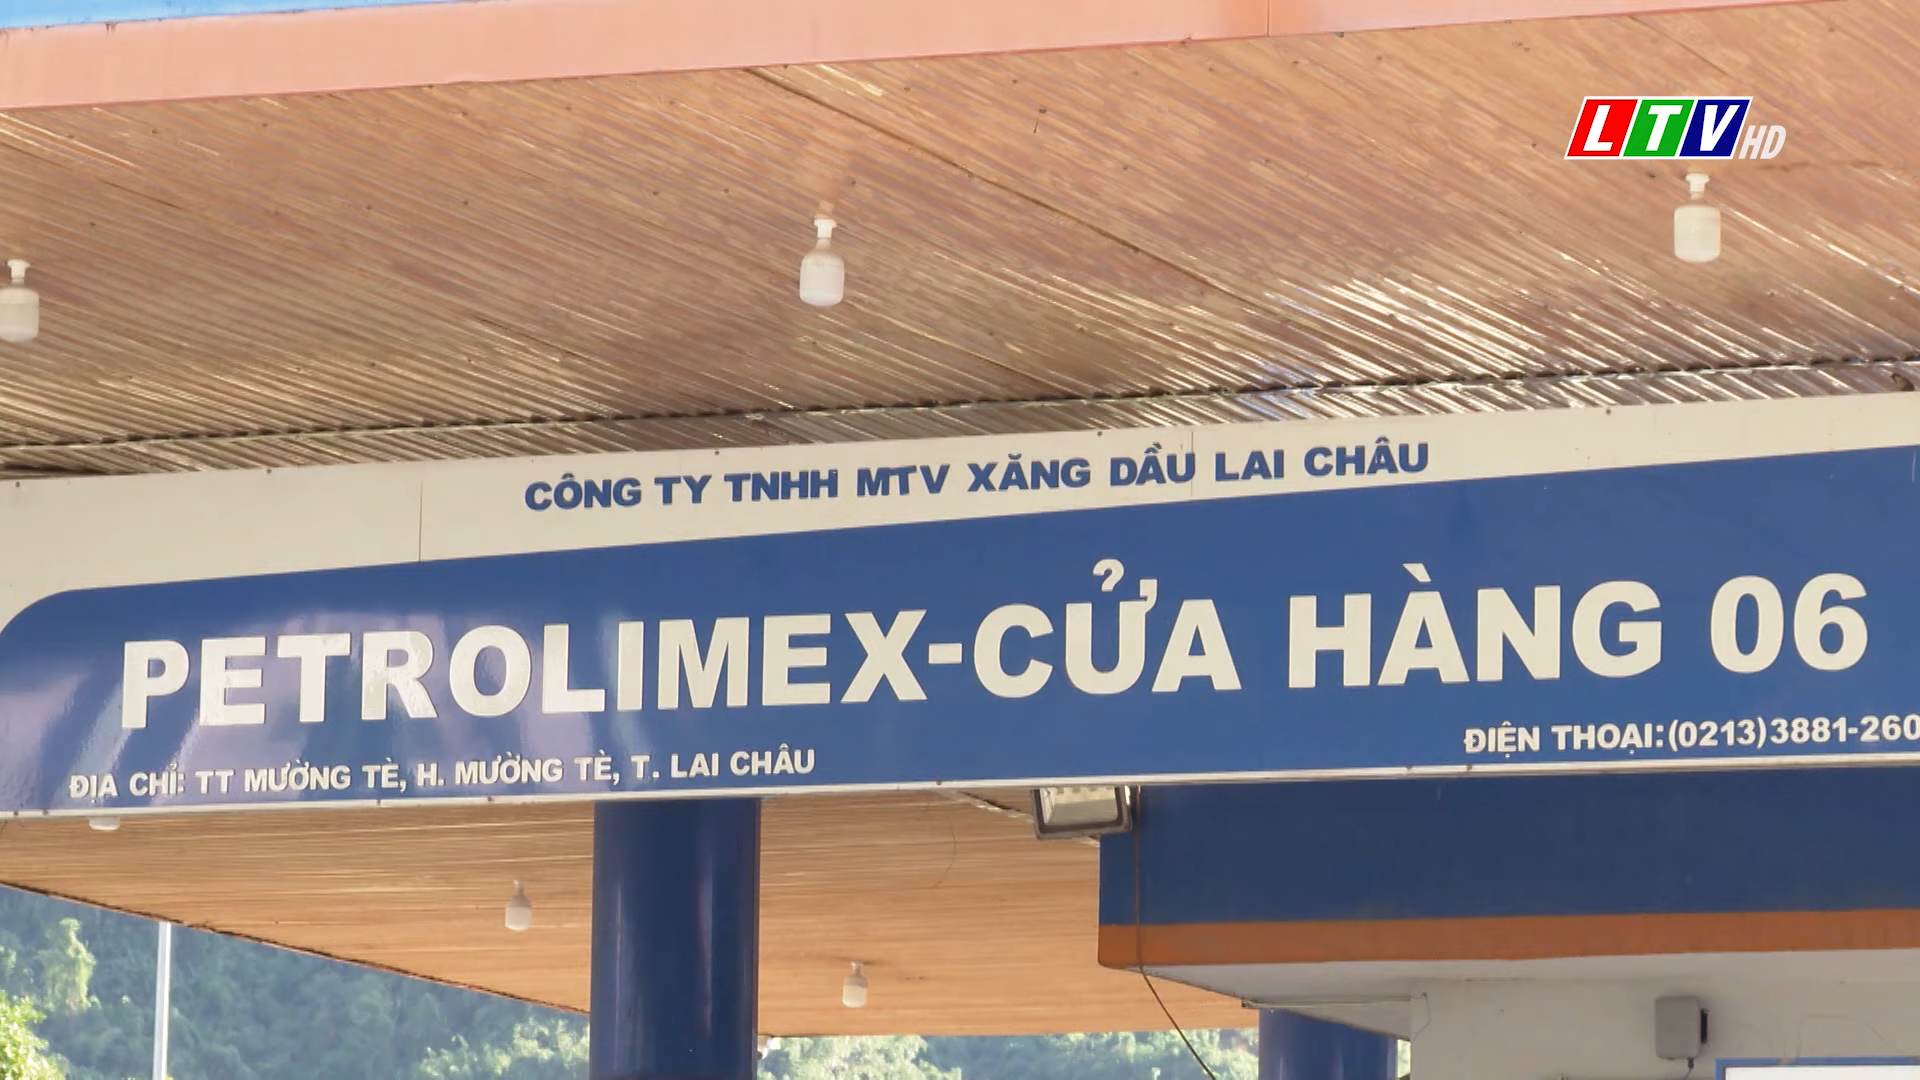 LTV HD
CÔNG TY TNHH MTV XĂNG DẦU LAI CHÂU
PETROLIMEX-CỬA HÀNG 06
ĐỊA CHỈ: TT MƯỜNG TÈ, H. MƯỜNG TÈ, T. LAI CHÂU
ĐIỆN THOẠI:(0213)3881-260